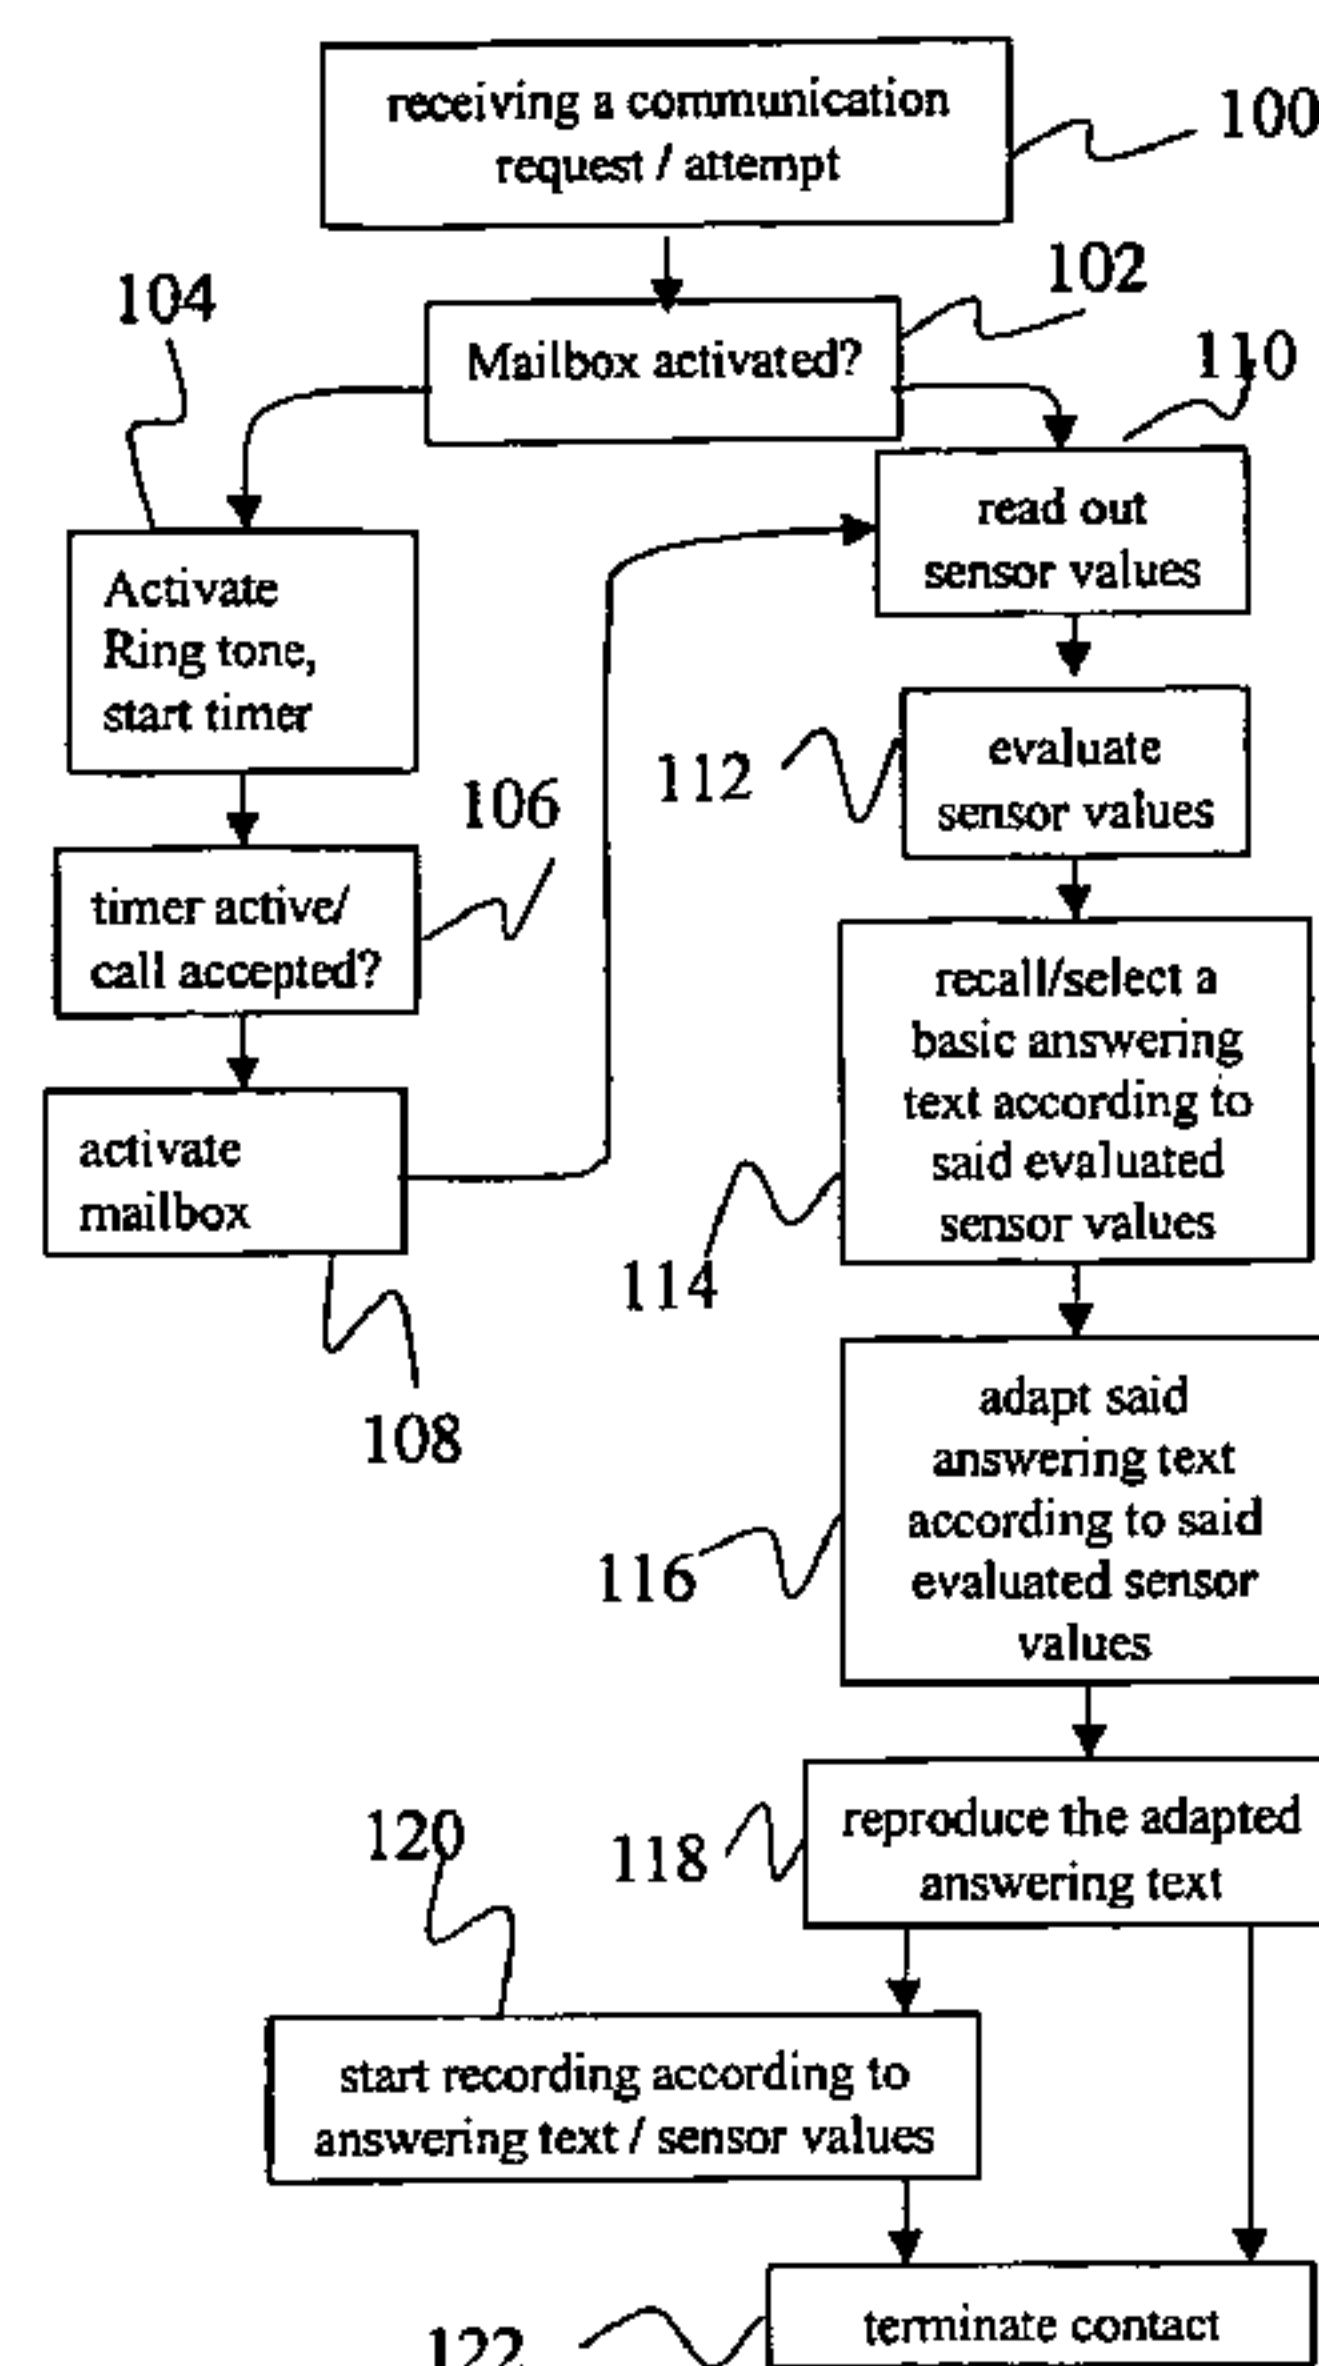 receiving a communication
request / attempt
100
104
102
Mailbox activated?
110
read out
sensor values
Activate
Ring tone,
start timer
112
evaluate
sensor values
106
timer active/
call accepted?
recall/select a
basic answering
text according to
said evaluated
sensor values
activate
mailbox
114
108
adapt said
answering text
according to said
evaluated sensor
values
116
reproduce the adapted
answering text
118
120
start recording according to
answering text / sensor values
terminate contact
122